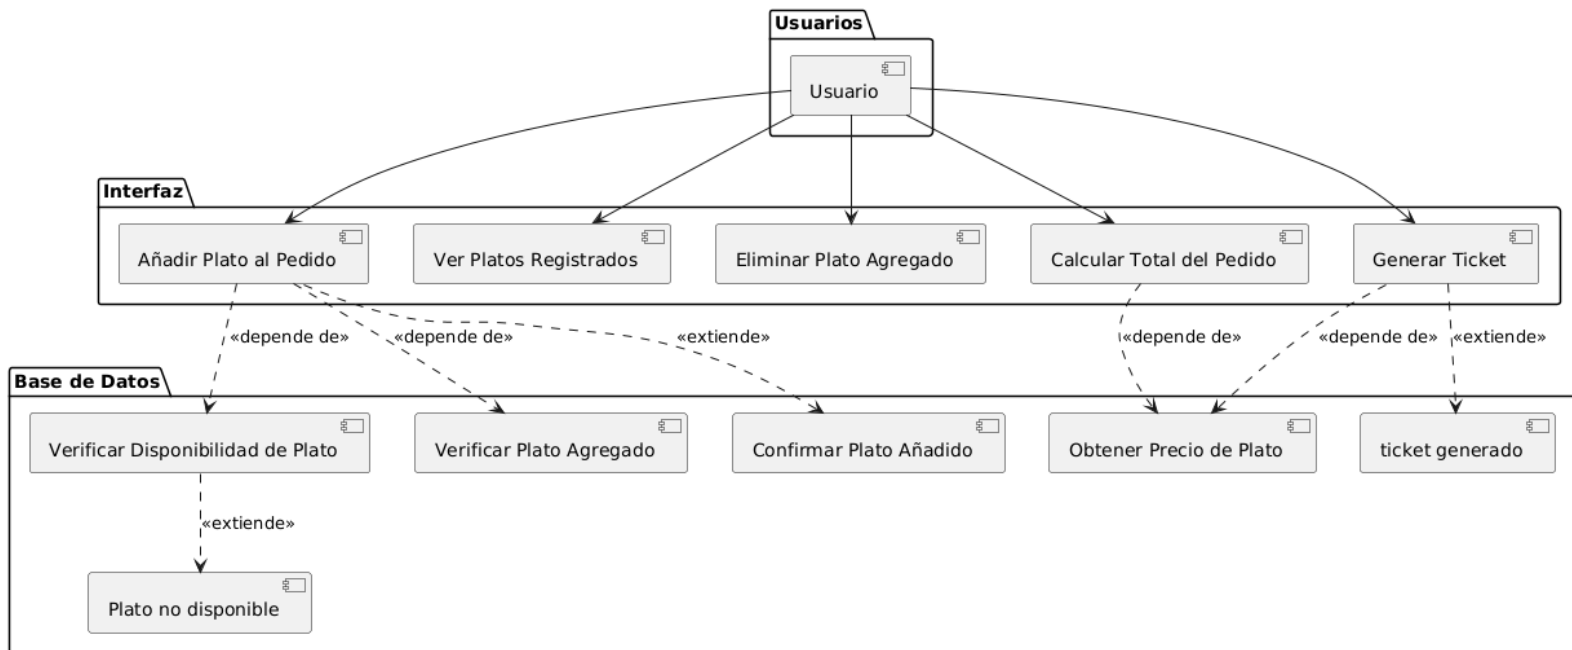 Usuarios
Usuario
Interfaz
Añadir Plato al Pedido
Ver Platos Registrados
Eliminar Plato Agregado
Calcular Total del Pedido
Generar Ticket
«depende de»
«depende de»
«extiende»
«depende de»
«depende de»
«extiende»
Base de Datos
Verificar Disponibilidad de Plato
Verificar Plato Agregado
Confirmar Plato Añadido
Obtener Precio de Plato
ticket generado
«extiende»
Plato no disponible